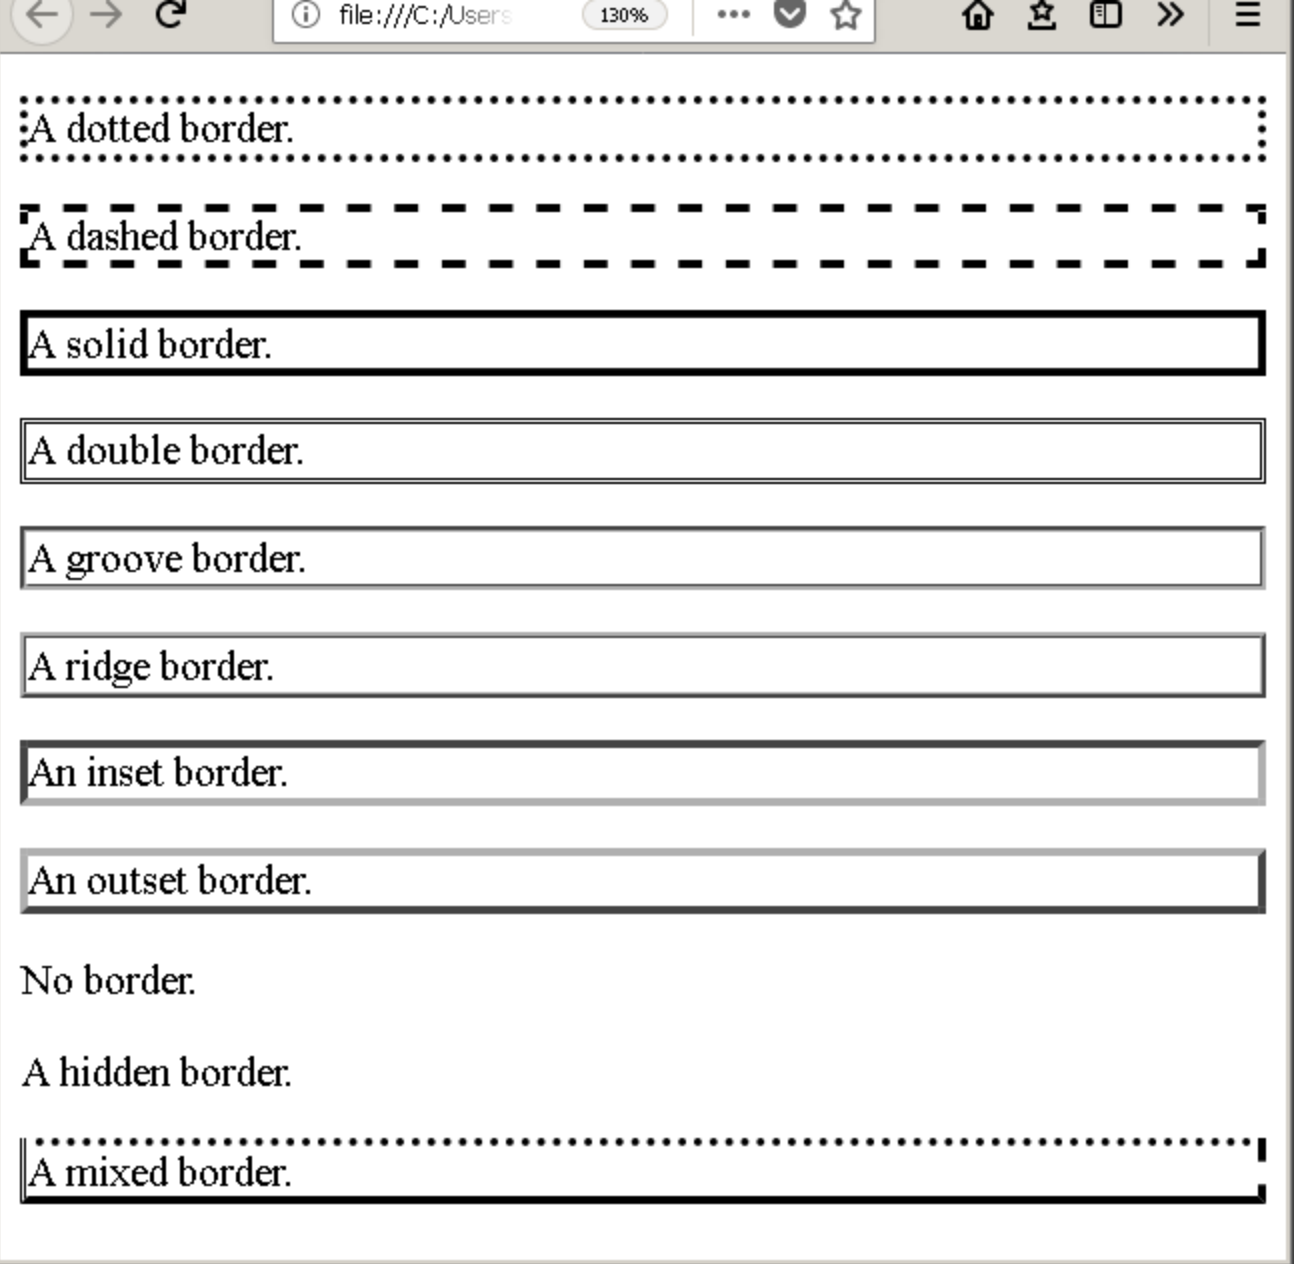 file:///C:/Users
130%
A dotted border.
A dashed border.
A solid border.
A double border.
A groove border.
A ridge border.
An inset border.
An outset border.
No border.
A hidden border.
A mixed border.